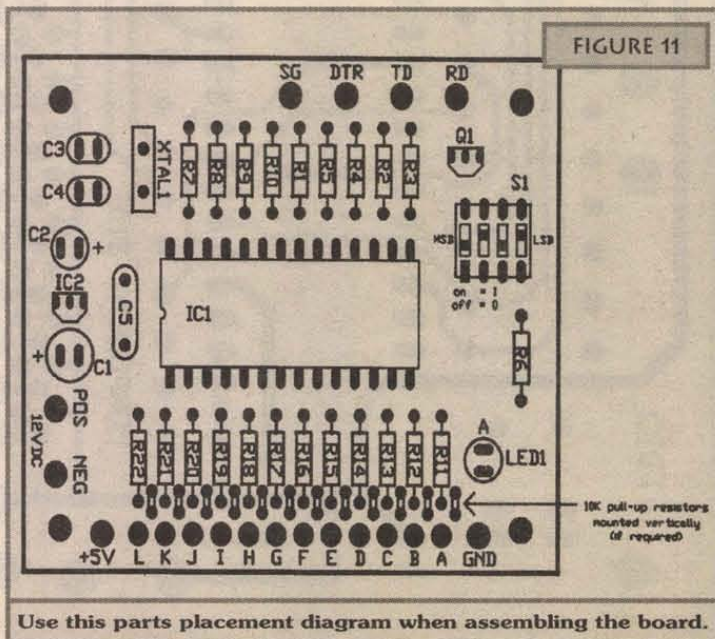 FIGURE 11
SG DTR TD RD
C3
XTAL1
R7 R8 R9 R10 R1 R5 R4 R2 R3
Q1
C4
S1
C2 +
MSB LSB
IC2
C5
IC1
on = 1
off = 0
+ C1
R6
POS
12VDC
NEG
R22 R21 R20 R19 R18 R17 R16 R15 R14 R13 R12 R11
A
LED1
10K pull-up resistors
mounted vertically
(if required)
+5V L K J I H G F E D C B A GND
Use this parts placement diagram when assembling the board.